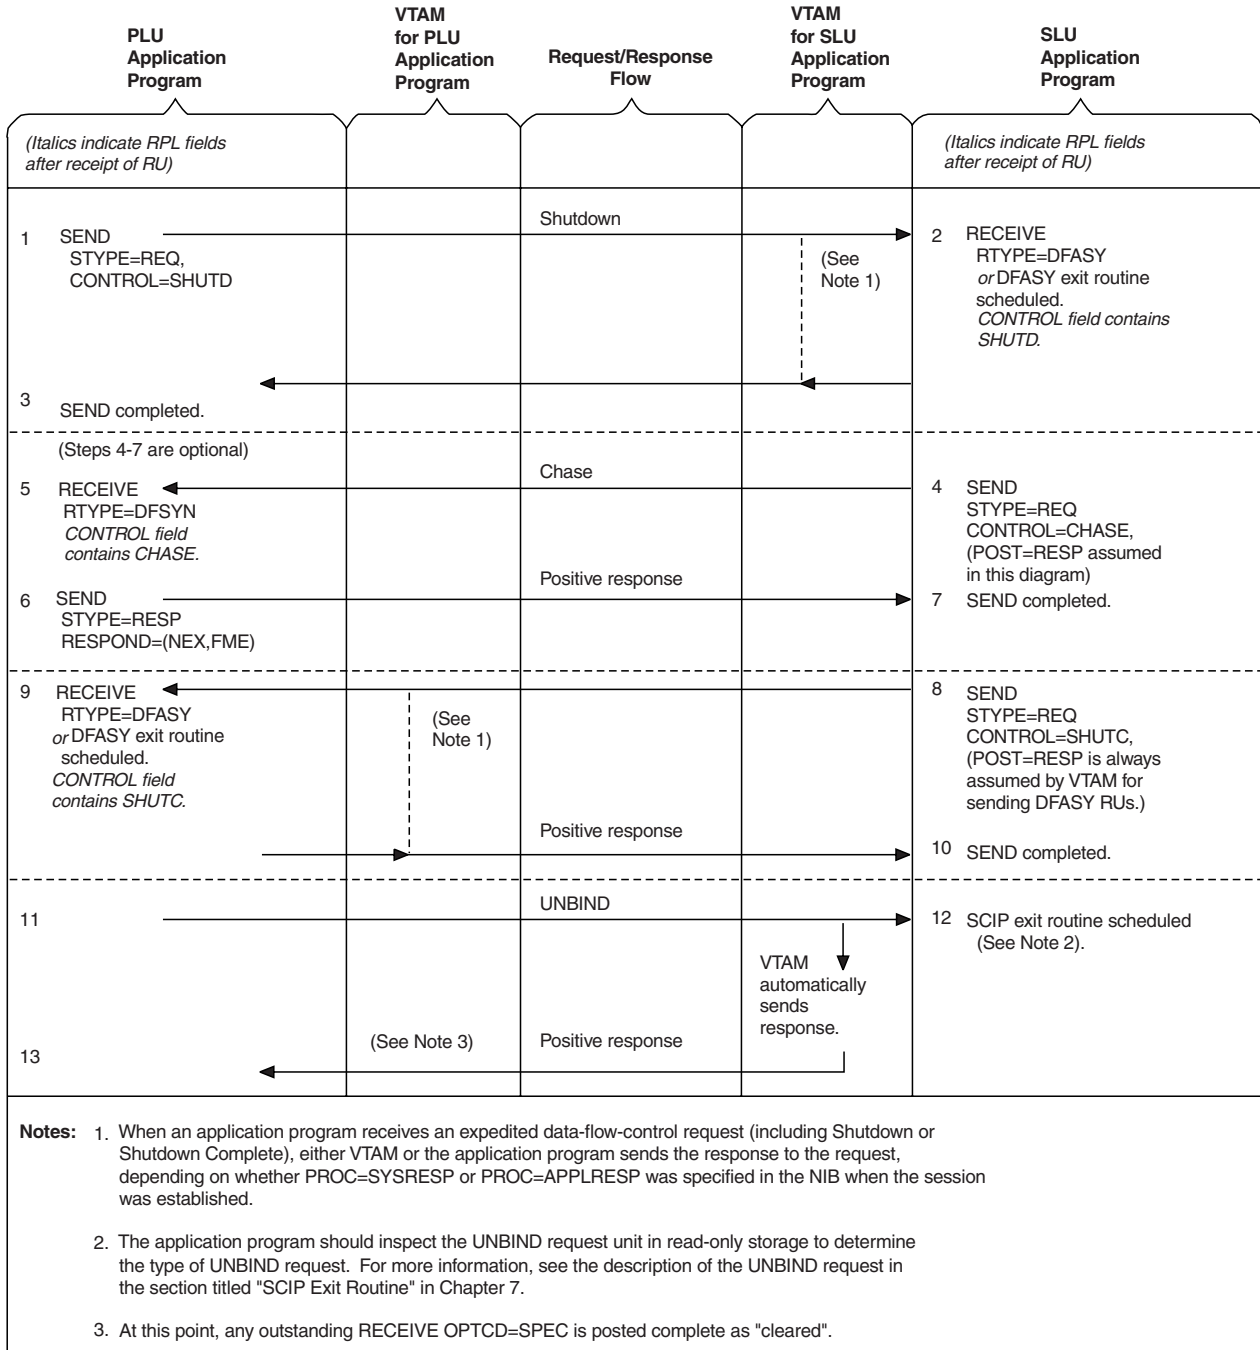 PLU
Application
Program
VTAM
for PLU
Application
Program
Request/Response
Flow
VTAM
for SLU
Application
Program
SLU
Application
Program
(Italics indicate RPL fields
after receipt of RU)
(Italics indicate RPL fields
after receipt of RU)
1 SEND
STYPE=REQ,
CONTROL=SHUTD
Shutdown
(See
Note 1)
2 RECEIVE
RTYPE=DFASY
or DFASY exit routine
scheduled.
CONTROL field contains
SHUTD.
3 SEND completed.
(Steps 4-7 are optional)
Chase
5 RECEIVE
RTYPE=DFSYN
CONTROL field
contains CHASE.
4 SEND
STYPE=REQ
CONTROL=CHASE,
(POST=RESP assumed
in this diagram)
6 SEND
STYPE=RESP
RESPOND=(NEX,FME)
Positive response
7 SEND completed.
9 RECEIVE
RTYPE=DFASY
or DFASY exit routine
scheduled.
CONTROL field
contains SHUTC.
(See
Note 1)
8 SEND
STYPE=REQ
CONTROL=SHUTC,
(POST=RESP is always
assumed by VTAM for
sending DFASY RUs.)
Positive response
10 SEND completed.
11
UNBIND
12 SCIP exit routine scheduled
(See Note 2).
VTAM
automatically
sends
response.
13
(See Note 3)
Positive response
Notes: 1. When an application program receives an expedited data-flow-control request (including Shutdown or
Shutdown Complete), either VTAM or the application program sends the response to the request,
depending on whether PROC=SYSRESP or PROC=APPLRESP was specified in the NIB when the session
was established.
2. The application program should inspect the UNBIND request unit in read-only storage to determine
the type of UNBIND request. For more information, see the description of the UNBIND request in
the section titled "SCIP Exit Routine" in Chapter 7.
3. At this point, any outstanding RECEIVE OPTCD=SPEC is posted complete as "cleared".